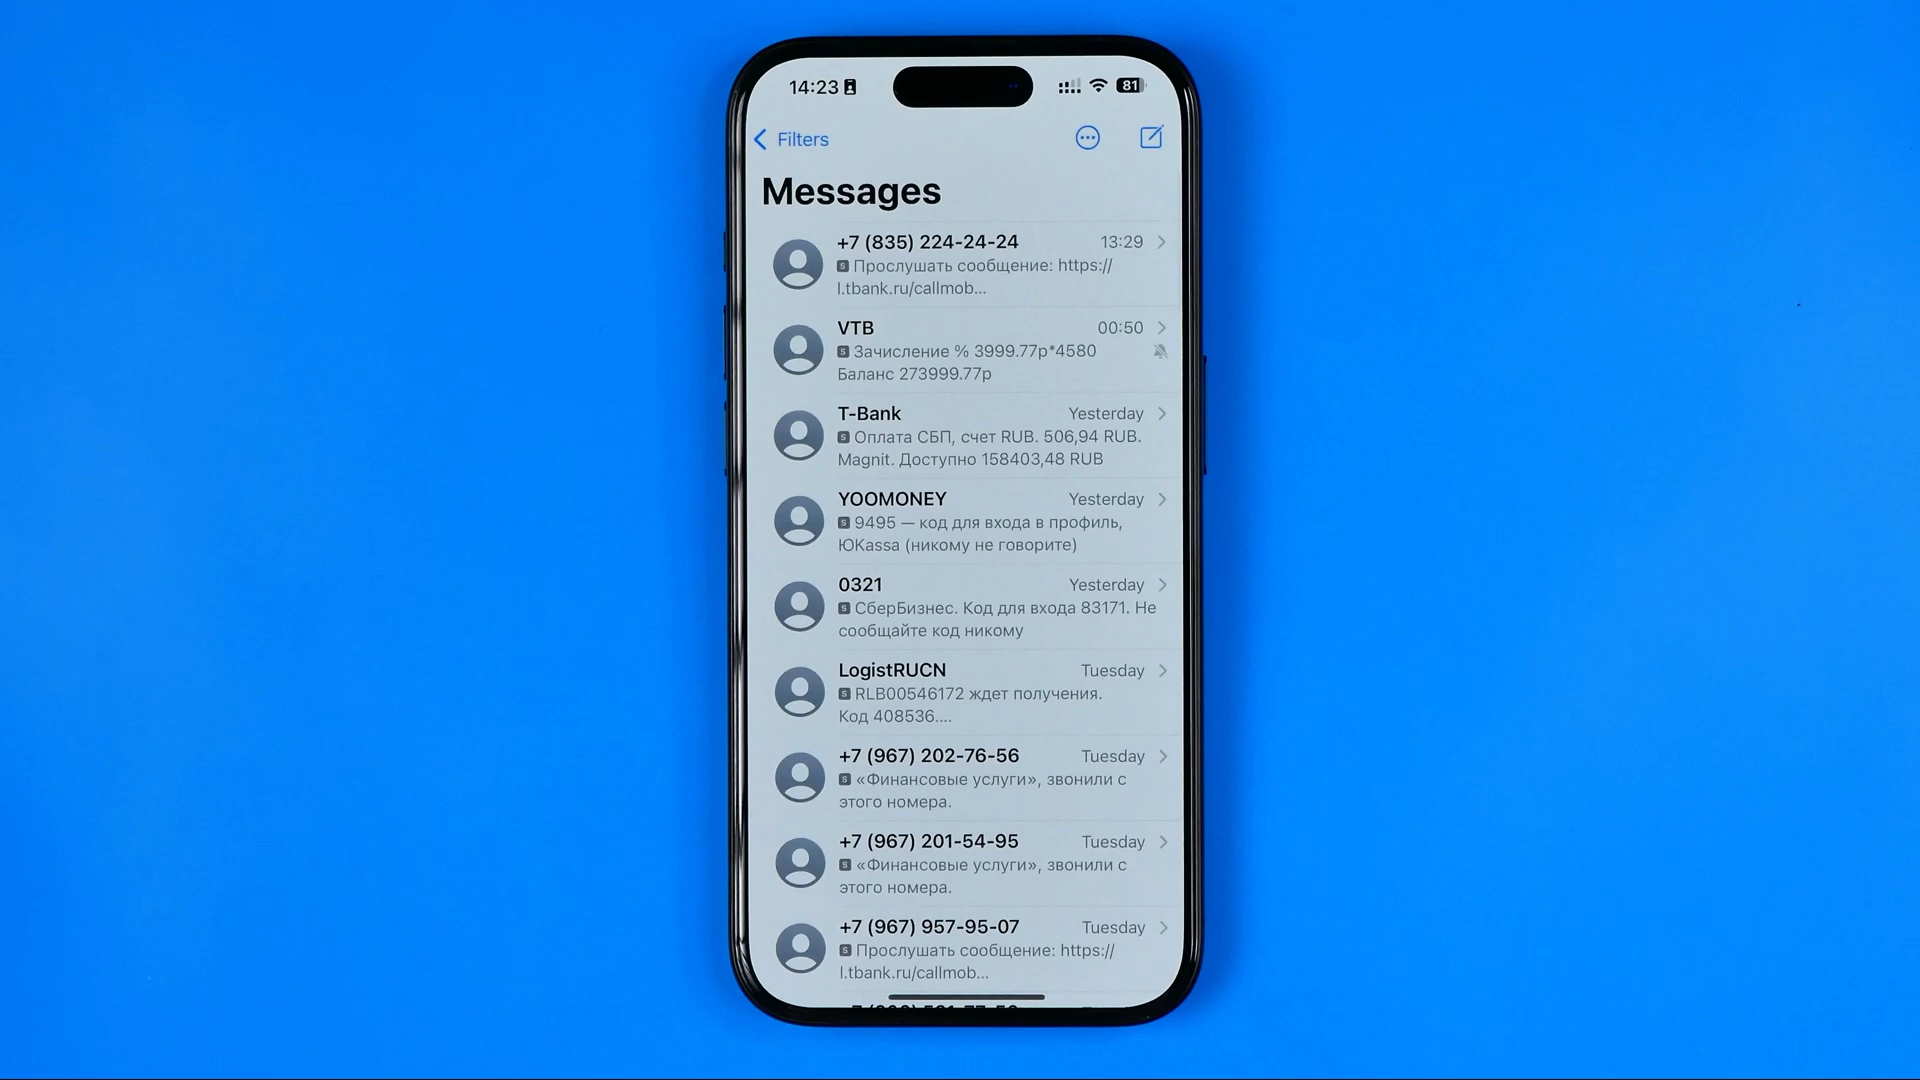 14:23
81
Filters
Messages
+7 (835) 224-24-24 13:29
S Прослушать сообщение: https://
l.tbank.ru/callmob...
VTB 00:50
S Зачисление % 3999.77р*4580
Баланс 273999.77р
T-Bank Yesterday
S Оплата СБП, счет RUB. 506,94 RUB.
Magnit. Доступно 158403,48 RUB
YOOMONEY Yesterday
S 9495 — код для входа в профиль,
ЮKassa (никому не говорите)
0321 Yesterday
S СберБизнес. Код для входа 83171. Не
сообщайте код никому
LogistRUCN Tuesday
S RLB00546172 ждет получения.
Код 408536....
+7 (967) 202-76-56 Tuesday
S «Финансовые услуги», звонили с
этого номера.
+7 (967) 201-54-95 Tuesday
S «Финансовые услуги», звонили с
этого номера.
+7 (967) 957-95-07 Tuesday
S Прослушать сообщение: https://
l.tbank.ru/callmob...